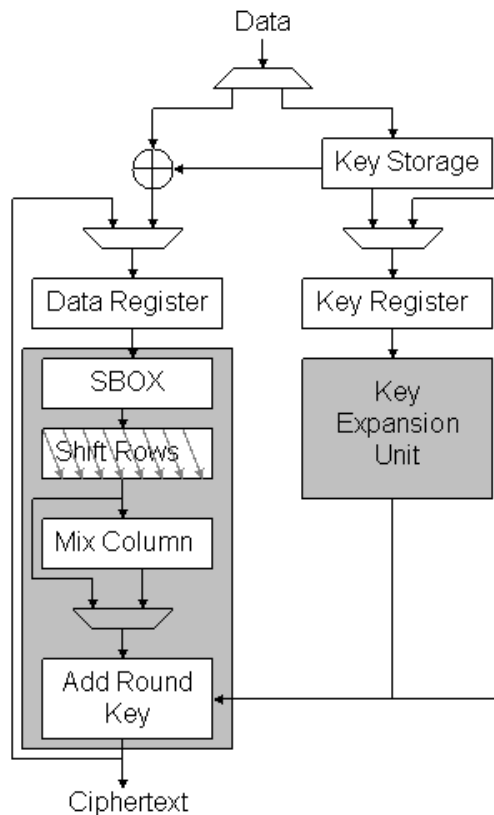 Data
Key Storage
Data Register
Key Register
SBOX
Key
Expansion
Unit
Shift Rows
Mix Column
Add Round
Key
Ciphertext